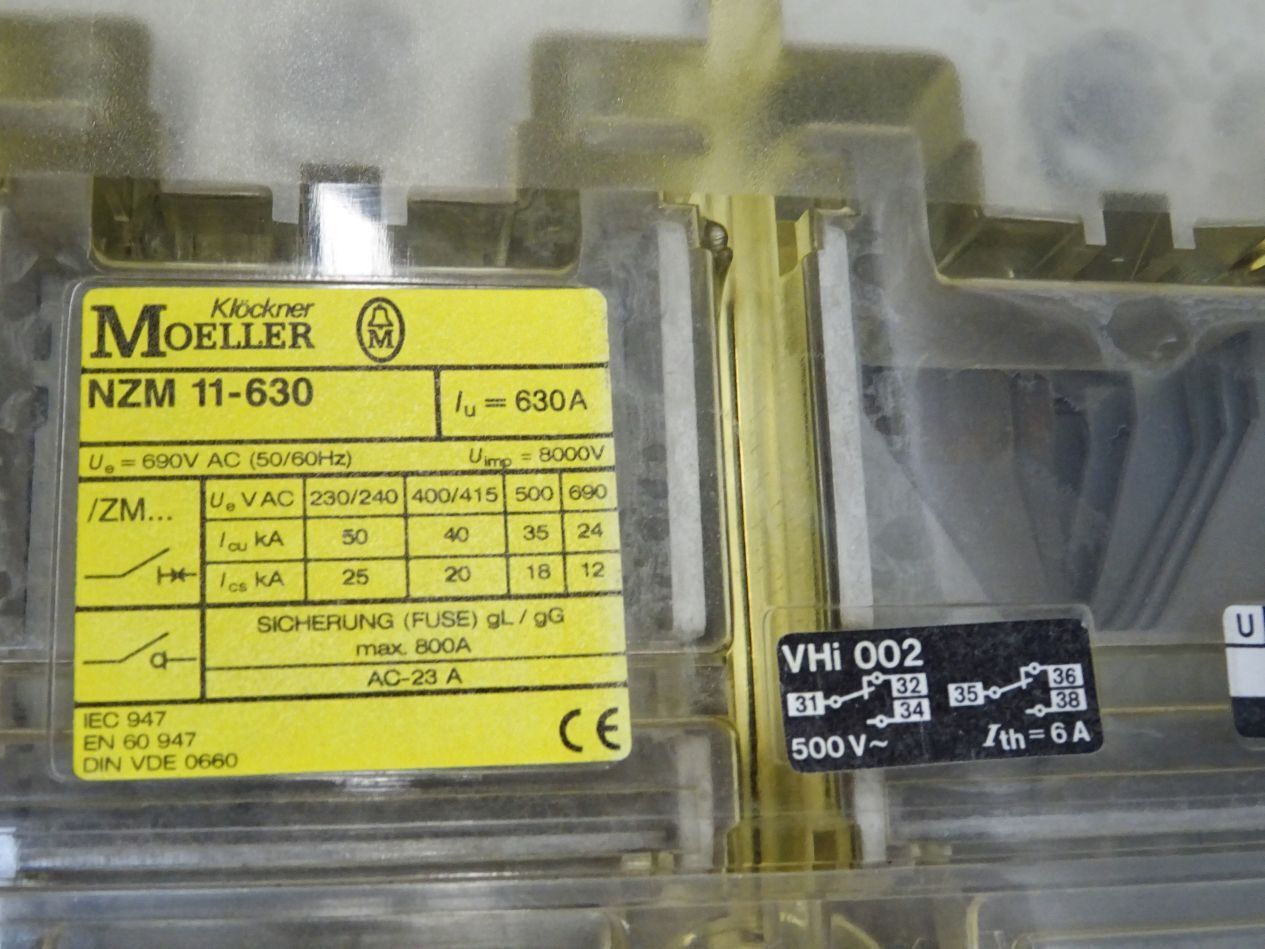 Klöckner
MOELLER M
NZM 11-630 Iu = 630A
Ue = 690V AC (50/60Hz) Uimp = 8000V
/ZM... Ue V AC 230/240 400/415 500 690
Icu kA 50 40 35 24
Ics kA 25 20 18 12
SICHERUNG (FUSE) gL / gG
max. 800A
AC-23 A
IEC 947
EN 60 947
DIN VDE 0660
CE
VHi 002
31 32 35 36
34 38
500 V~ Ith = 6 A
U